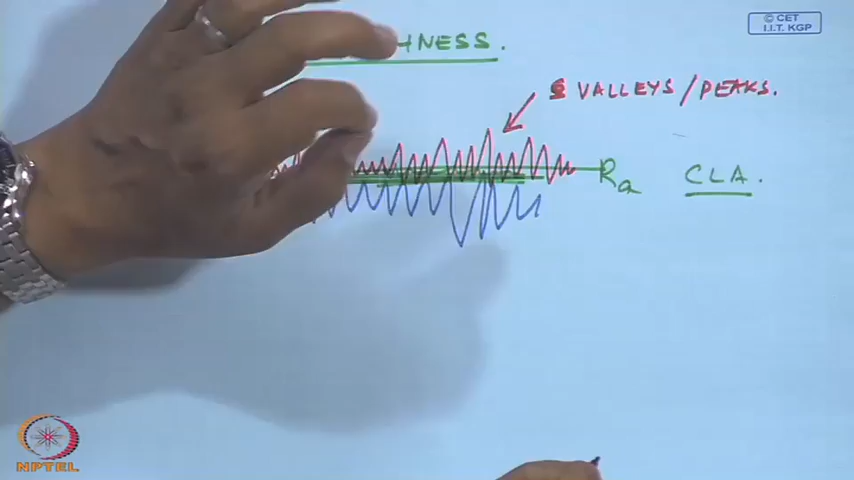 © CET
I.I.T. KGP
HNESS.
VALLEYS/PEAKS.
Ra CLA.
NPTEL